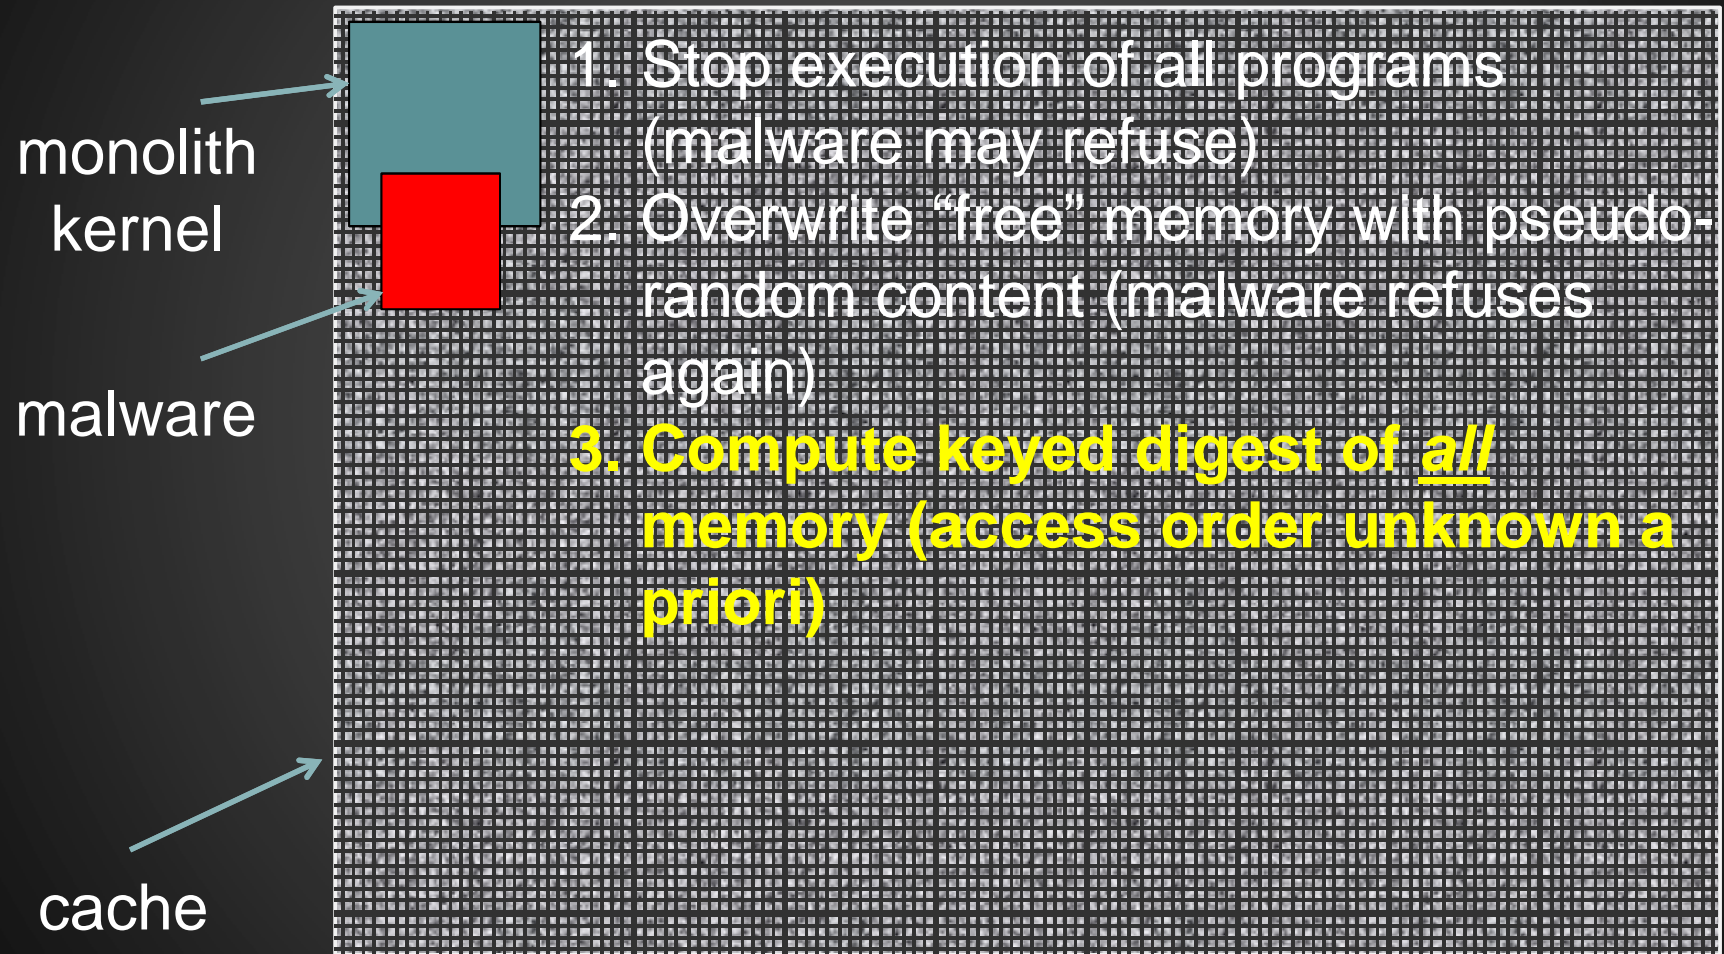 monolith
kernel
malware
cache
1. Stop execution of all programs
(malware may refuse)
2. Overwrite “free” memory with pseudo-
random content (malware refuses
again)
3. Compute keyed digest of all
memory (access order unknown a
priori)